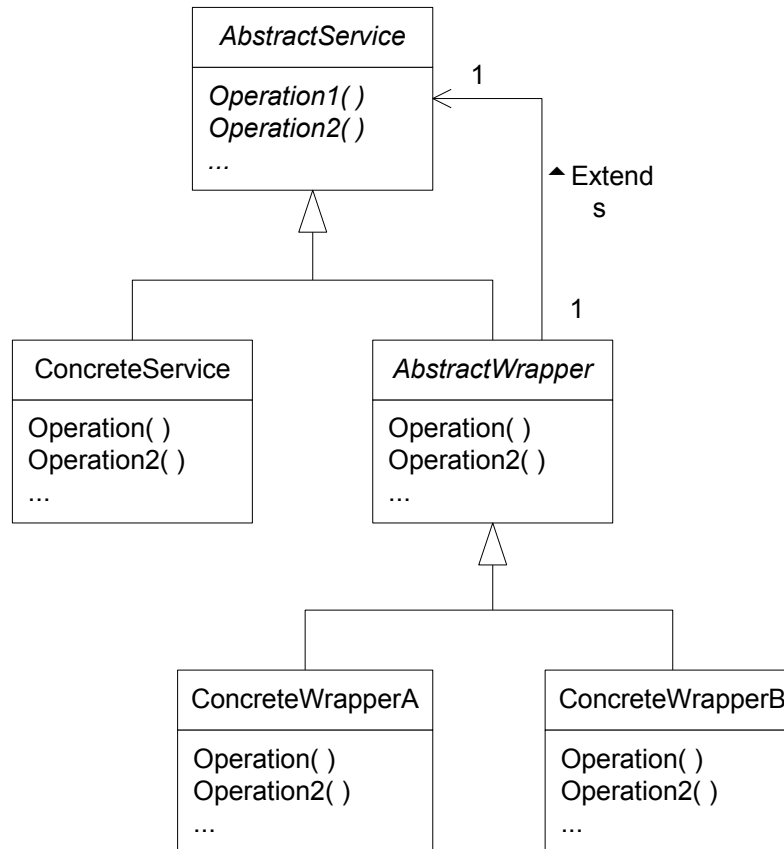 AbstractService
Operation1( )
Operation2( )
...
1
Extend
s
1
ConcreteService
Operation( )
Operation2( )
...
AbstractWrapper
Operation( )
Operation2( )
...
ConcreteWrapperA
Operation( )
Operation2( )
...
ConcreteWrapperB
Operation( )
Operation2( )
...